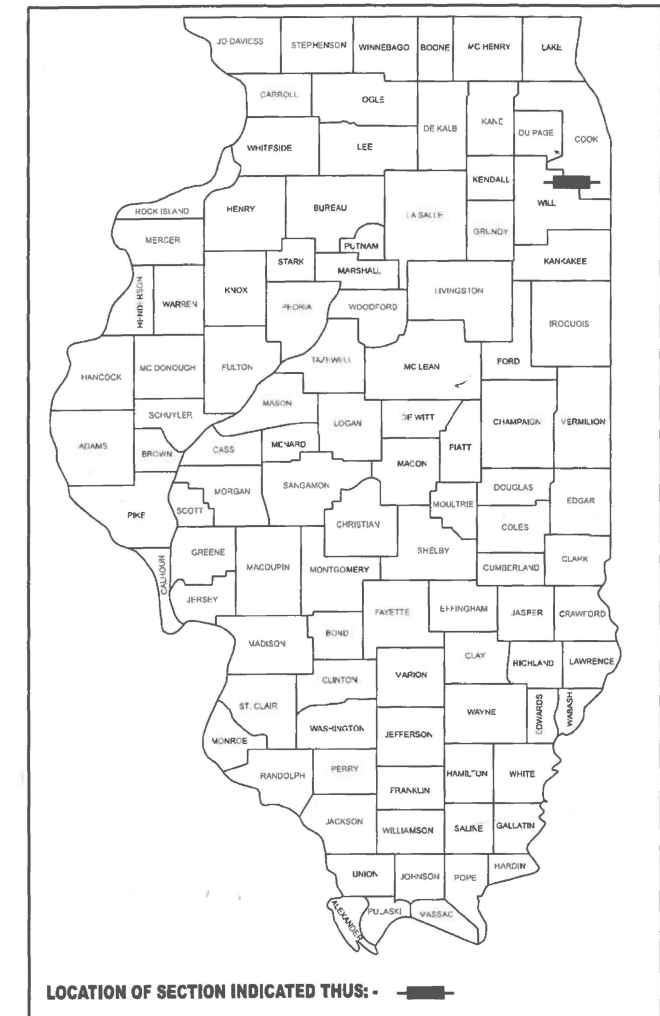 JO DAVIESS STEPHENSON WINNEBAGO BOONE MC HENRY LAKE
CARROLL OGLE DE KALB KANE DU PAGE COOK
WHITESIDE LEE
KENDALL WILL
ROCK ISLAND HENRY BUREAU LA SALLE GRUNDY
MERCER PUTNAM
STARK MARSHALL KANKAKEE
HENDERSON WARREN KNOX PEORIA WOODFORD LIVINGSTON IROQUOIS
HANCOCK MC DONOUGH FULTON TAZEWELL MC LEAN FORD
SCHUYLER MASON LOGAN DE WITT CHAMPAIGN VERMILION
ADAMS BROWN CASS MENARD MACON PIATT
PIKE SCOTT MORGAN SANGAMON CHRISTIAN MOULTRIE DOUGLAS EDGAR
COLES
CALHOUN GREENE MACOUPIN MONTGOMERY SHELBY CUMBERLAND CLARK
JERSEY FAYETTE EFFINGHAM JASPER CRAWFORD
MADISON BOND CLAY RICHLAND LAWRENCE
CLINTON MARION
ST. CLAIR WAYNE EDWARDS WABASH
MONROE WASHINGTON JEFFERSON
RANDOLPH PERRY HAMILTON WHITE
FRANKLIN
JACKSON WILLIAMSON SALINE GALLATIN
UNION JOHNSON POPE HARDIN
ALEXANDER PULASKI MASSAC
LOCATION OF SECTION INDICATED THUS: -